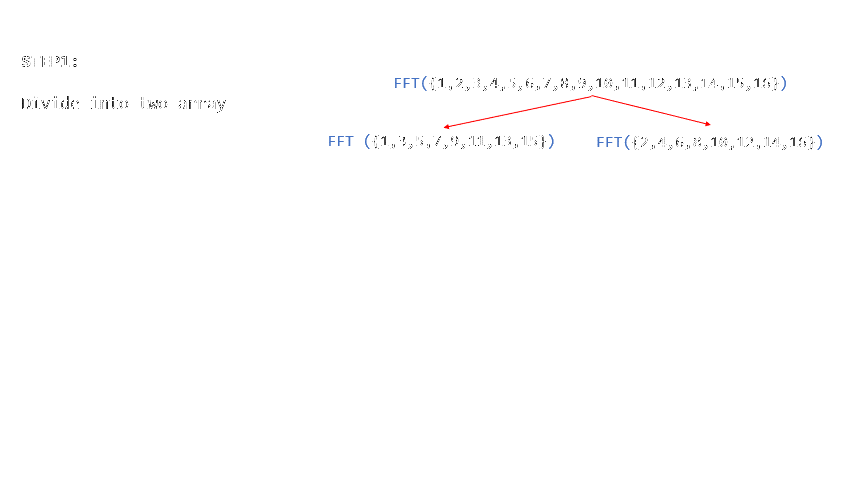 STEP1:
FFT({1,2,3,4,5,6,7,8,9,10,11,12,13,14,15,16})
Divide into two array
FFT ({1,3,5,7,9,11,13,15})
FFT({2,4,6,8,10,12,14,16})